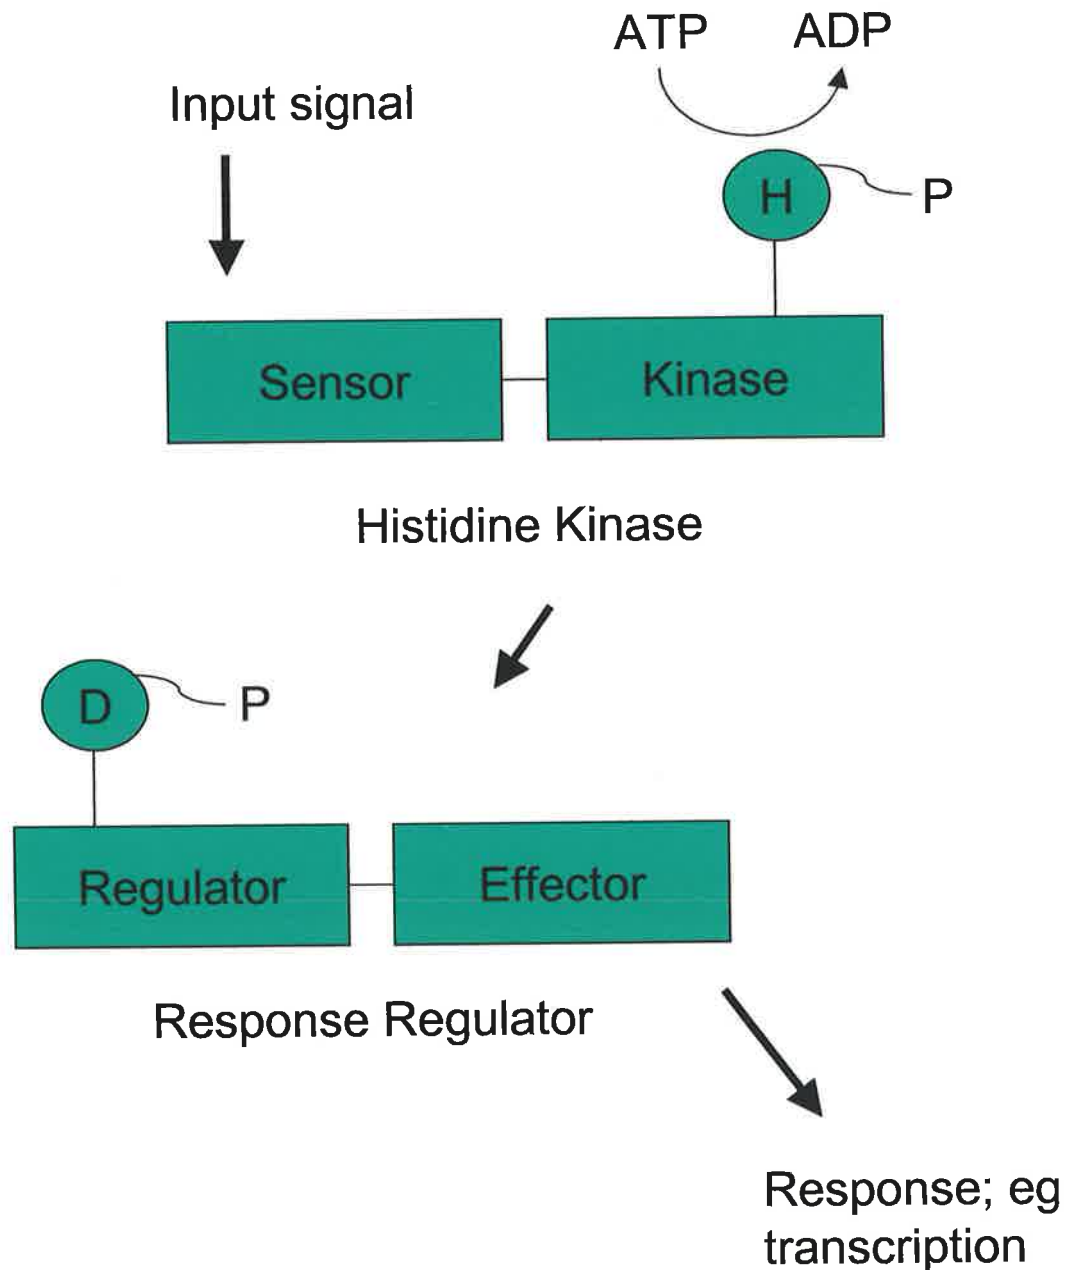 ATP ADP
Input signal
H P
Sensor Kinase
Histidine Kinase
D P
Regulator Effector
Response Regulator
Response; eg
transcription